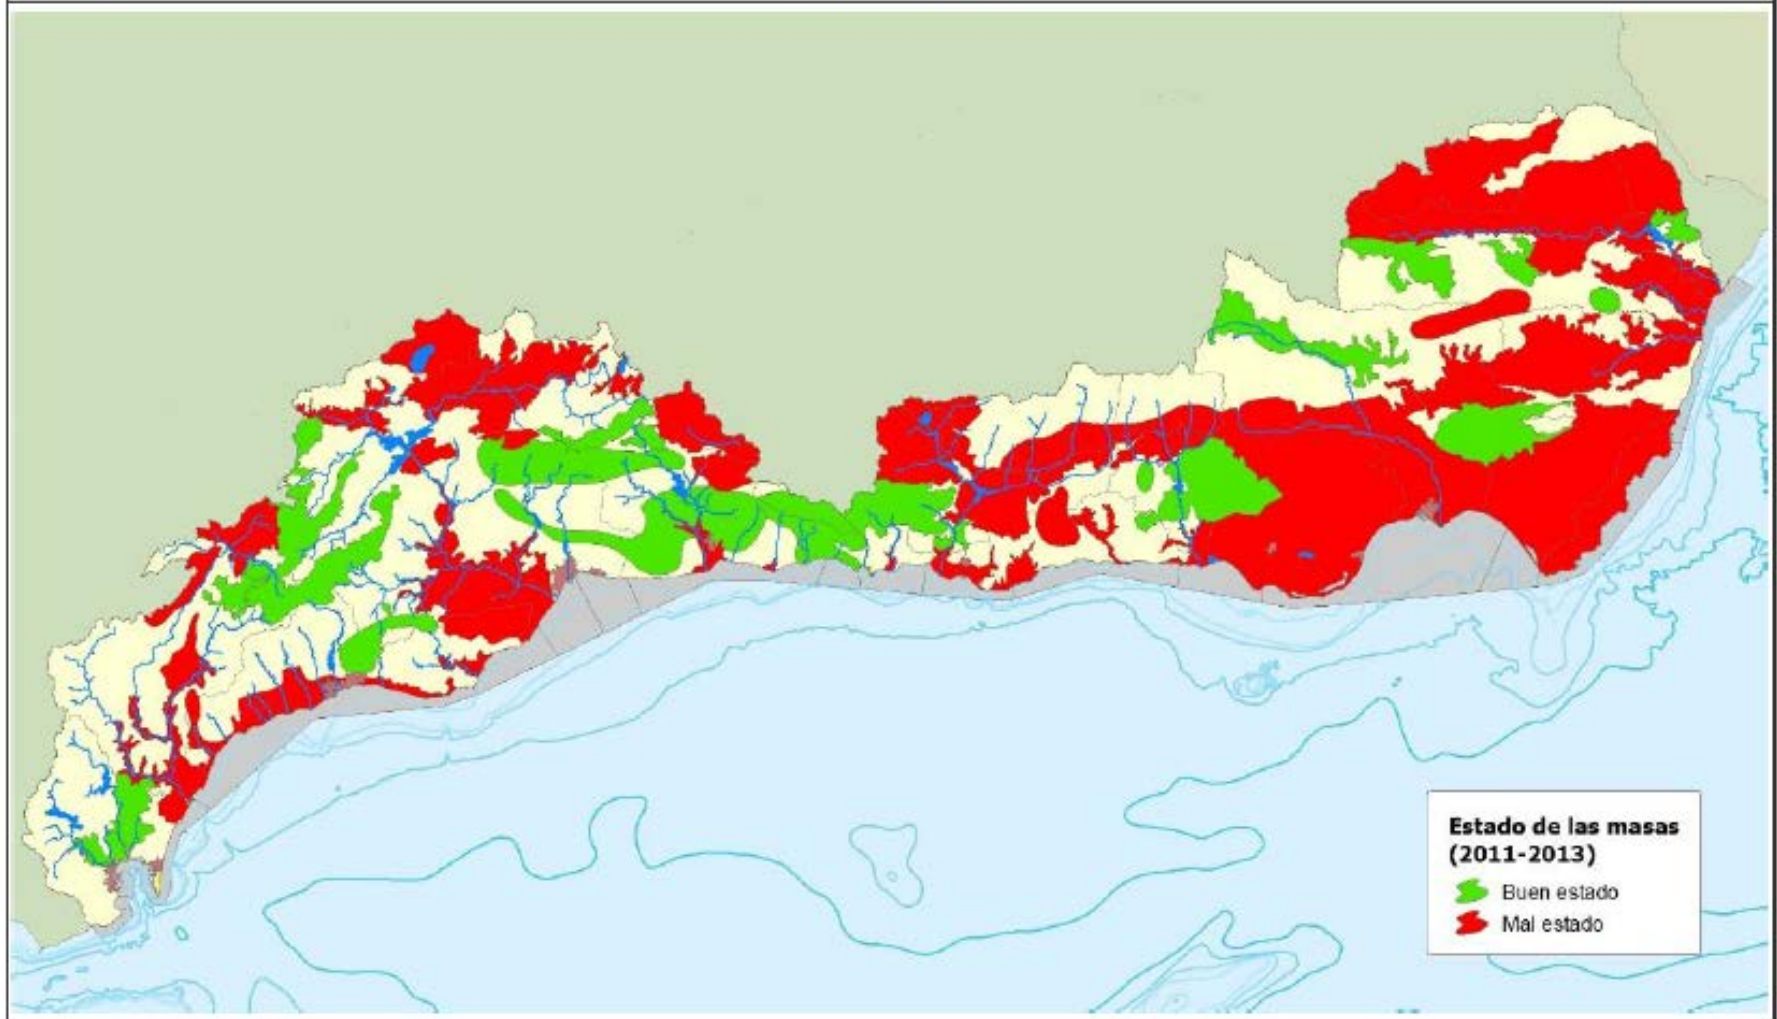 Estado de las masas
(2011-2013)
Buen estado
Mal estado